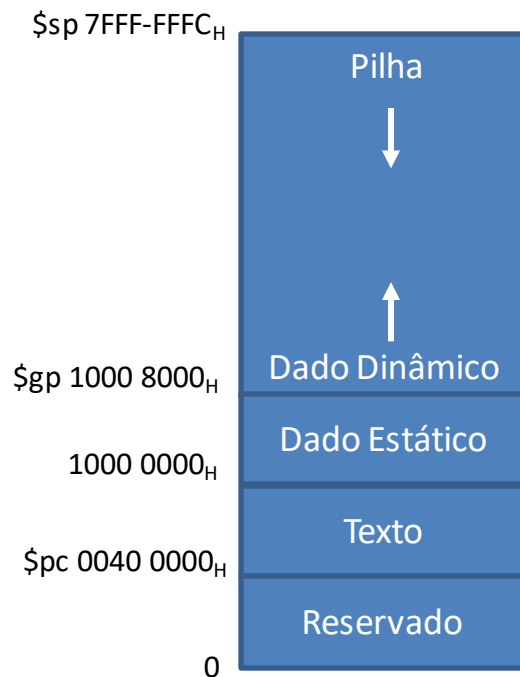 $sp 7FFF-FFFCH
Pilha
Dado Dinâmico
$gp 1000 8000H
Dado Estático
1000 0000H
Texto
$pc 0040 0000H
Reservado
0